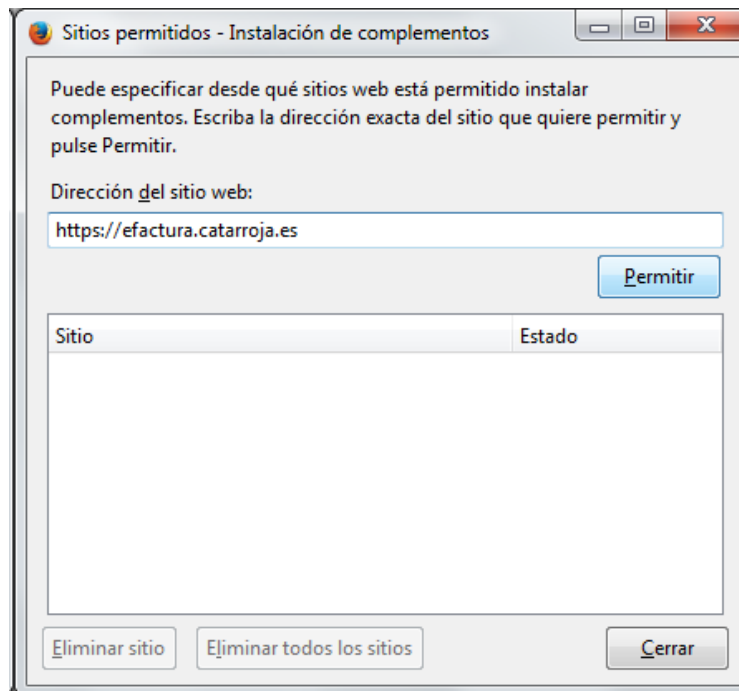 Sitios permitidos - Instalación de complementos
Puede especificar desde qué sitios web está permitido instalar
complementos. Escriba la dirección exacta del sitio que quiere permitir y
pulse Permitir.
Dirección del sitio web:
https://efactura.catarroja.es
Permitir
Sitio Estado
Eliminar sitio Eliminar todos los sitios Cerrar